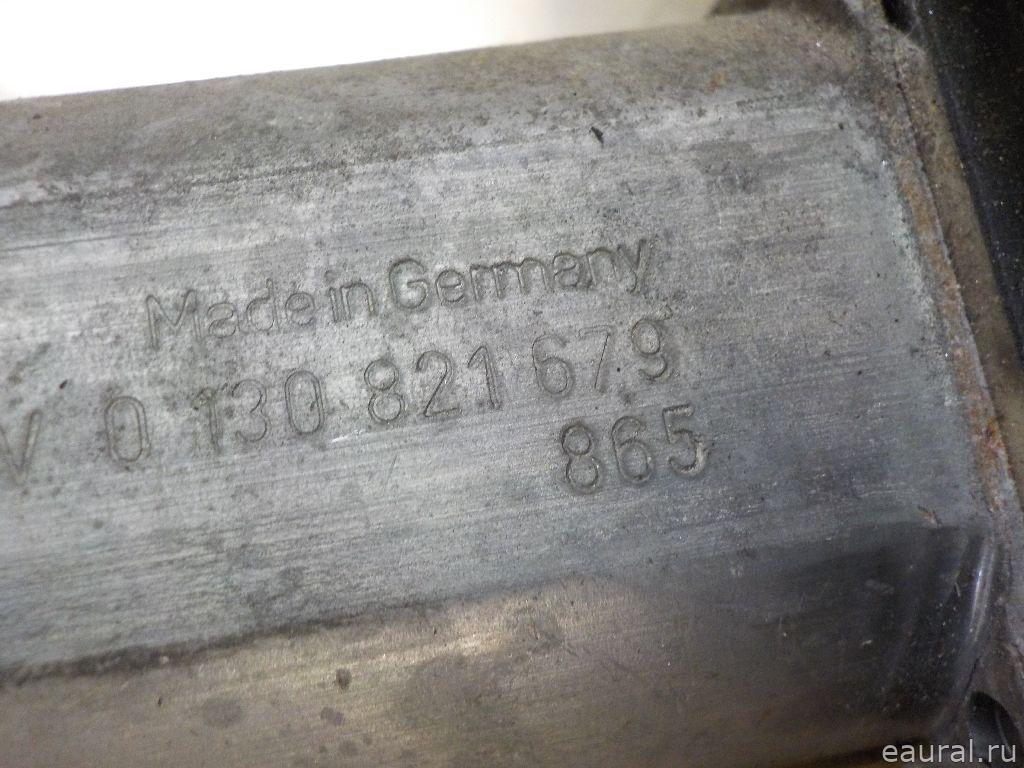 Made in Germany
V 0 130 821 679
865
eaural.ru